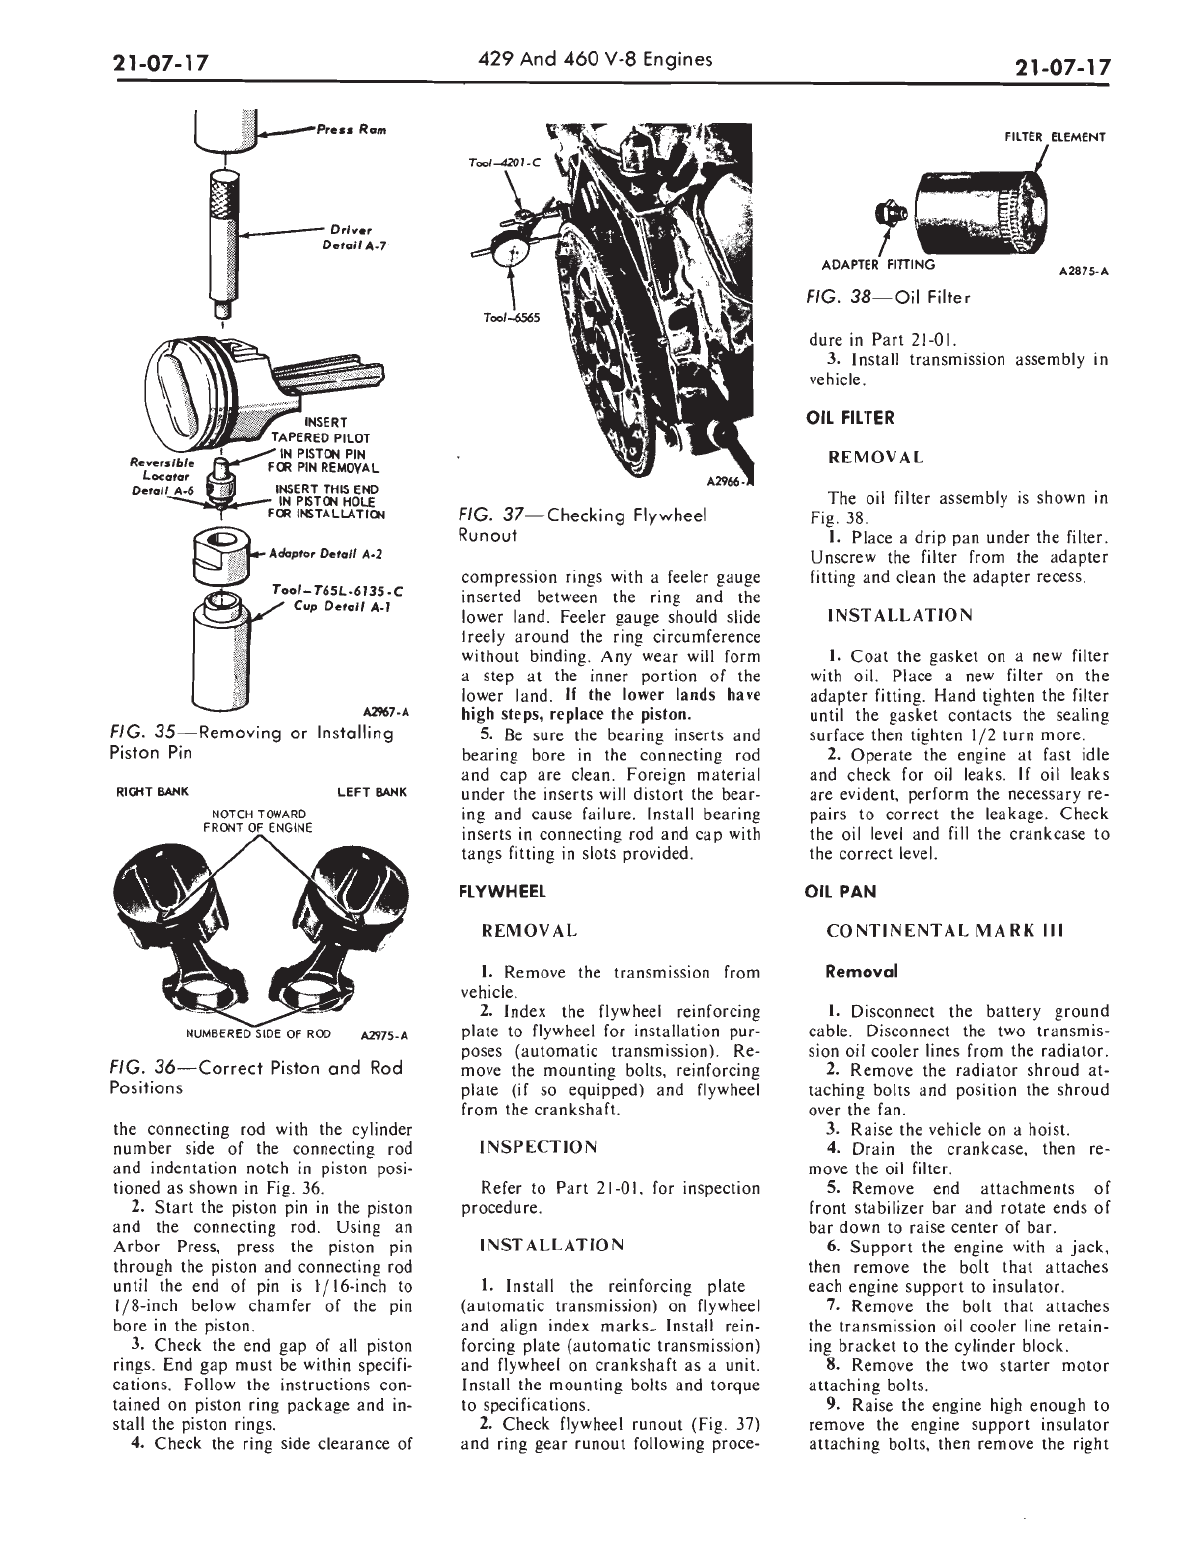 21-07-17
429 And 460 V-8 Engines
21-07-17
Press Ram
Driver
Detail A-7
INSERT
TAPERED PILOT
IN PISTON PIN
FOR PIN REMOVAL
Reversible
Locator
Detail A-6
INSERT THIS END
IN PISTON HOLE
FOR INSTALLATION
Adaptor Detail A-2
Tool-T65L-6135-C
Cup Detail A-1
A2967-A
FIG. 35—Removing or Installing
Piston Pin
RIGHT BANK
LEFT BANK
NOTCH TOWARD
FRONT OF ENGINE
NUMBERED SIDE OF ROD
A2975-A
FIG. 36—Correct Piston and Rod
Positions
the connecting rod with the cylinder
number side of the connecting rod
and indentation notch in piston posi-
tioned as shown in Fig. 36.
2. Start the piston pin in the piston
and the connecting rod. Using an
Arbor Press, press the piston pin
through the piston and connecting rod
until the end of pin is 1/16-inch to
1/8-inch below chamfer of the pin
bore in the piston.
3. Check the end gap of all piston
rings. End gap must be within specifi-
cations. Follow the instructions con-
tained on piston ring package and in-
stall the piston rings.
4. Check the ring side clearance of
Tool-4201-C
Tool-6565
A2966-A
FIG. 37—Checking Flywheel
Runout
compression rings with a feeler gauge
inserted between the ring and the
lower land. Feeler gauge should slide
freely around the ring circumference
without binding. Any wear will form
a step at the inner portion of the
lower land. If the lower lands have
high steps, replace the piston.
5. Be sure the bearing inserts and
bearing bore in the connecting rod
and cap are clean. Foreign material
under the inserts will distort the bear-
ing and cause failure. Install bearing
inserts in connecting rod and cap with
tangs fitting in slots provided.
FLYWHEEL
REMOVAL
1. Remove the transmission from
vehicle.
2. Index the flywheel reinforcing
plate to flywheel for installation pur-
poses (automatic transmission). Re-
move the mounting bolts, reinforcing
plate (if so equipped) and flywheel
from the crankshaft.
INSPECTION
Refer to Part 21-01, for inspection
procedure.
INSTALLATION
1. Install the reinforcing plate
(automatic transmission) on flywheel
and align index marks. Install rein-
forcing plate (automatic transmission)
and flywheel on crankshaft as a unit.
Install the mounting bolts and torque
to specifications.
2. Check flywheel runout (Fig. 37)
and ring gear runout following proce-
FILTER ELEMENT
ADAPTER FITTING
A2875-A
FIG. 38—Oil Filter
dure in Part 21-01.
3. Install transmission assembly in
vehicle.
OIL FILTER
REMOVAL
The oil filter assembly is shown in
Fig. 38.
1. Place a drip pan under the filter.
Unscrew the filter from the adapter
fitting and clean the adapter recess.
INSTALLATION
1. Coat the gasket on a new filter
with oil. Place a new filter on the
adapter fitting. Hand tighten the filter
until the gasket contacts the sealing
surface then tighten 1/2 turn more.
2. Operate the engine at fast idle
and check for oil leaks. If oil leaks
are evident, perform the necessary re-
pairs to correct the leakage. Check
the oil level and fill the crankcase to
the correct level.
OIL PAN
CONTINENTAL MARK III
Removal
1. Disconnect the battery ground
cable. Disconnect the two transmis-
sion oil cooler lines from the radiator.
2. Remove the radiator shroud at-
taching bolts and position the shroud
over the fan.
3. Raise the vehicle on a hoist.
4. Drain the crankcase, then re-
move the oil filter.
5. Remove end attachments of
front stabilizer bar and rotate ends of
bar down to raise center of bar.
6. Support the engine with a jack,
then remove the bolt that attaches
each engine support to insulator.
7. Remove the bolt that attaches
the transmission oil cooler line retain-
ing bracket to the cylinder block.
8. Remove the two starter motor
attaching bolts.
9. Raise the engine high enough to
remove the engine support insulator
attaching bolts, then remove the right